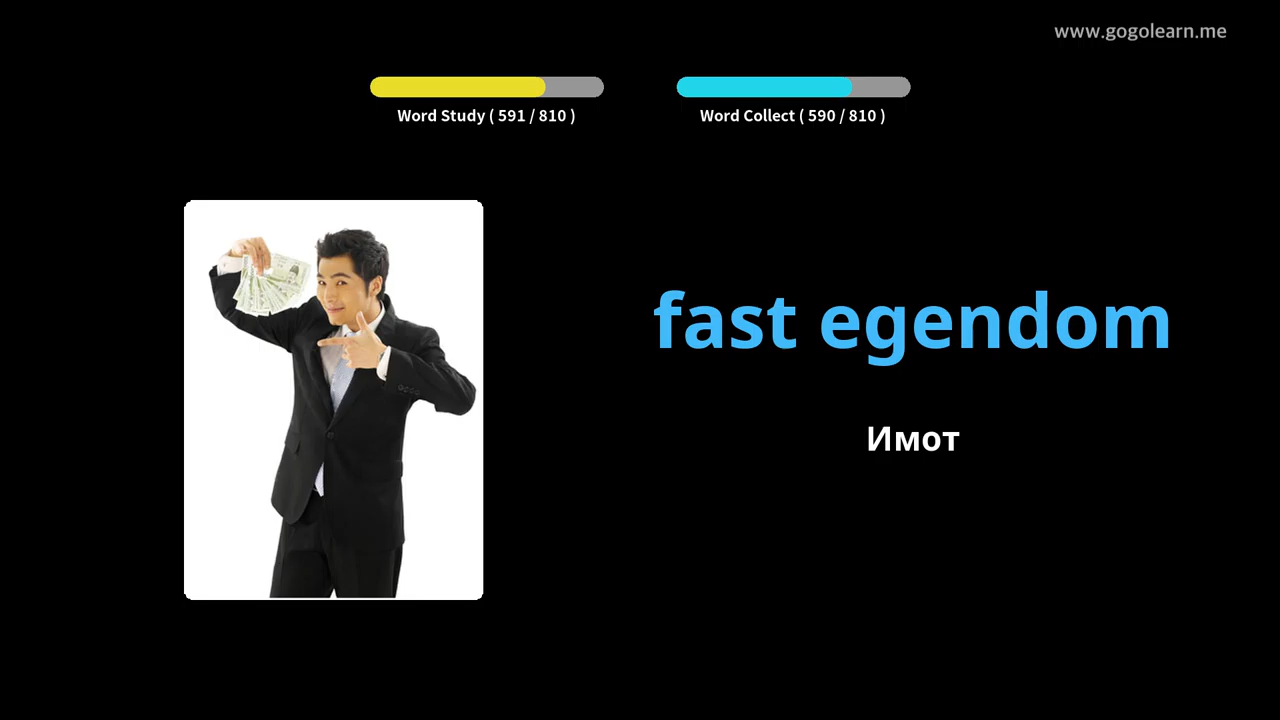 www.gogolearn.me
Word Study ( 591 / 810 )
Word Collect ( 590 / 810 )
fast egendom
Имот